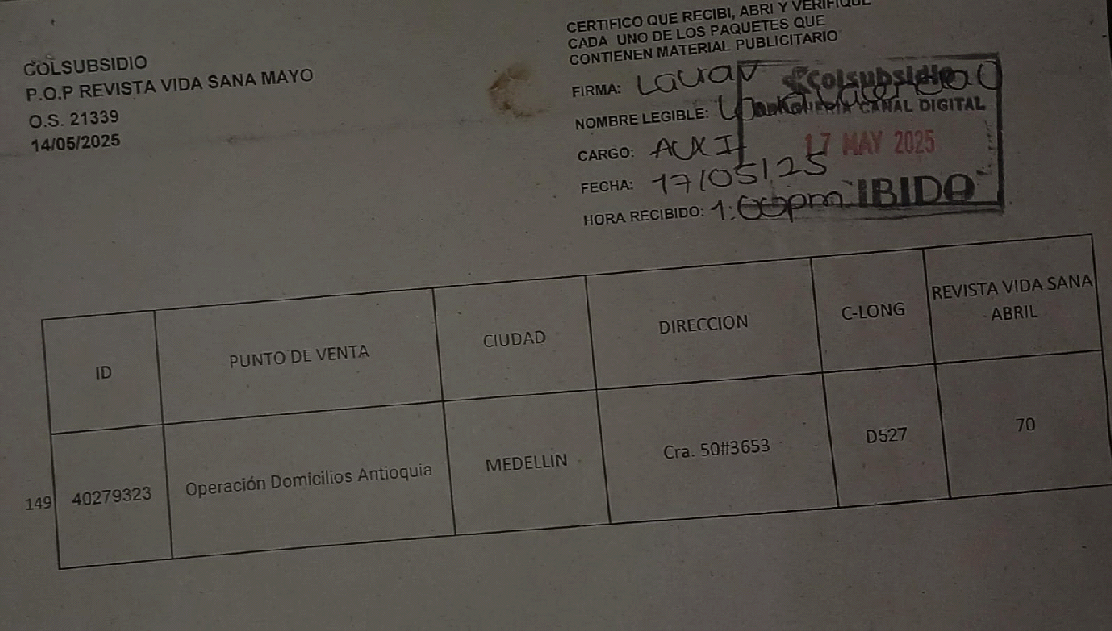 COLSUBSIDIO
P.O.P REVISTA VIDA SANA MAYO
O.S. 21339
14/05/2025
CERTIFICO QUE RECIBI, ABRI Y VERIFIQUE
CADA UNO DE LOS PAQUETES QUE
CONTIENEN MATERIAL PUBLICITARIO
FIRMA:
NOMBRE LEGIBLE:
CARGO: AUX I
FECHA: 17/05/25
HORA RECIBIDO: 1:00pm
Colsubsidio
CANAL DIGITAL
17 MAY 2025
IBIDO
ID
PUNTO DE VENTA
CIUDAD
DIRECCION
C-LONG
REVISTA VIDA SANA
ABRIL
149
40279323
Operación Domicilios Antioquia
MEDELLIN
Cra. 50#3653
D527
70